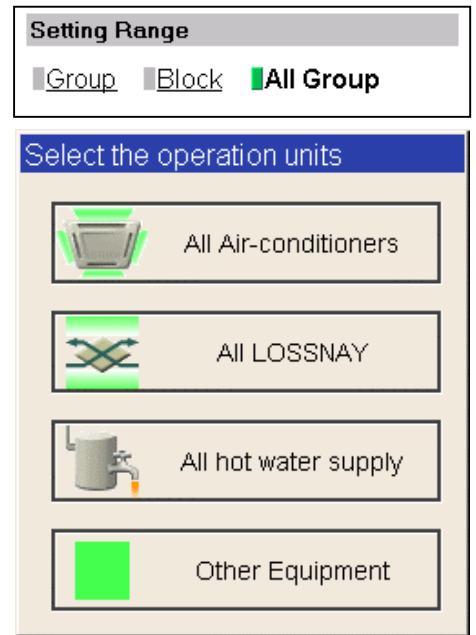 Setting Range
Group Block All Group
Select the operation units
All Air-conditioners
All LOSSNAY
All hot water supply
Other Equipment